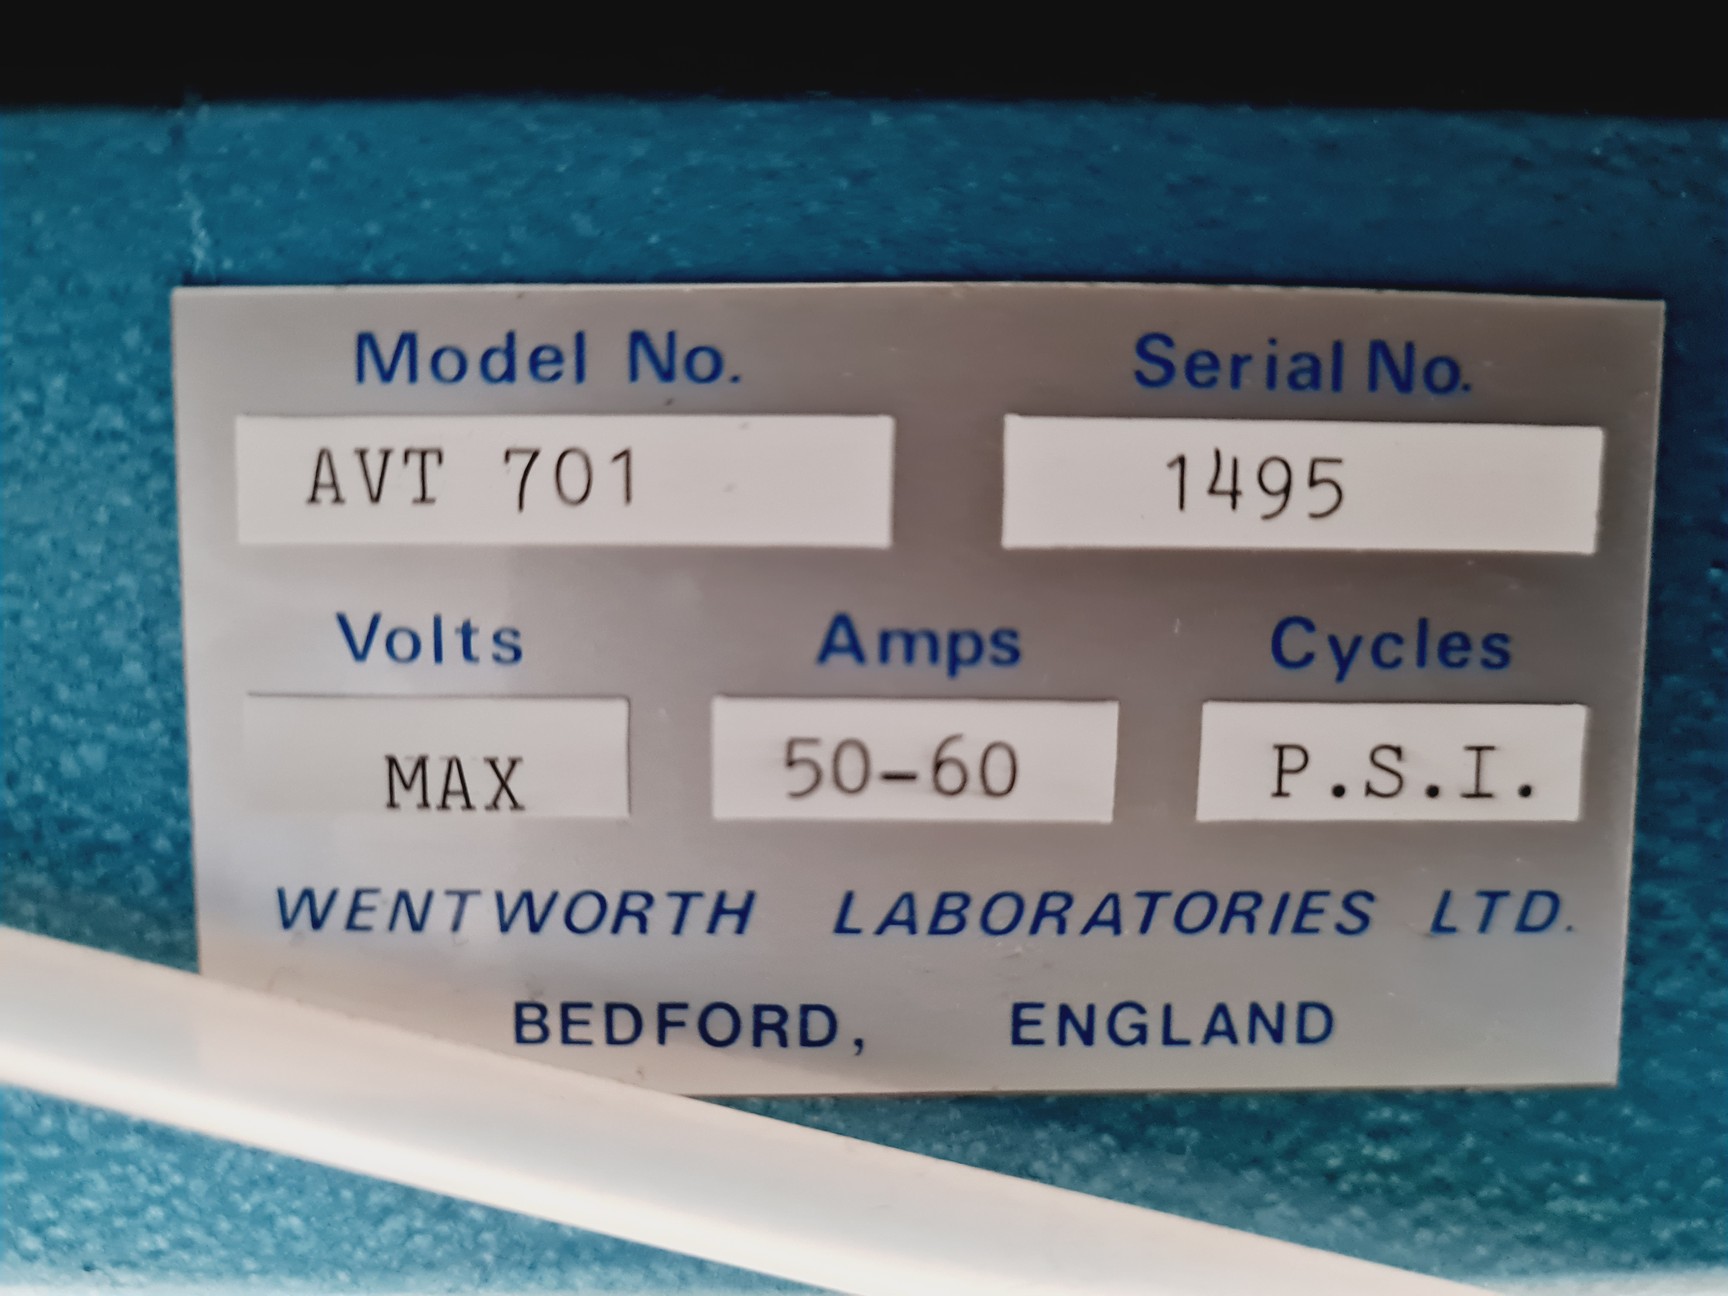 Model No. Serial No.
AVT 701 1495
Volts Amps Cycles
MAX 50-60 P.S.I.
WENTWORTH LABORATORIES LTD.
BEDFORD, ENGLAND